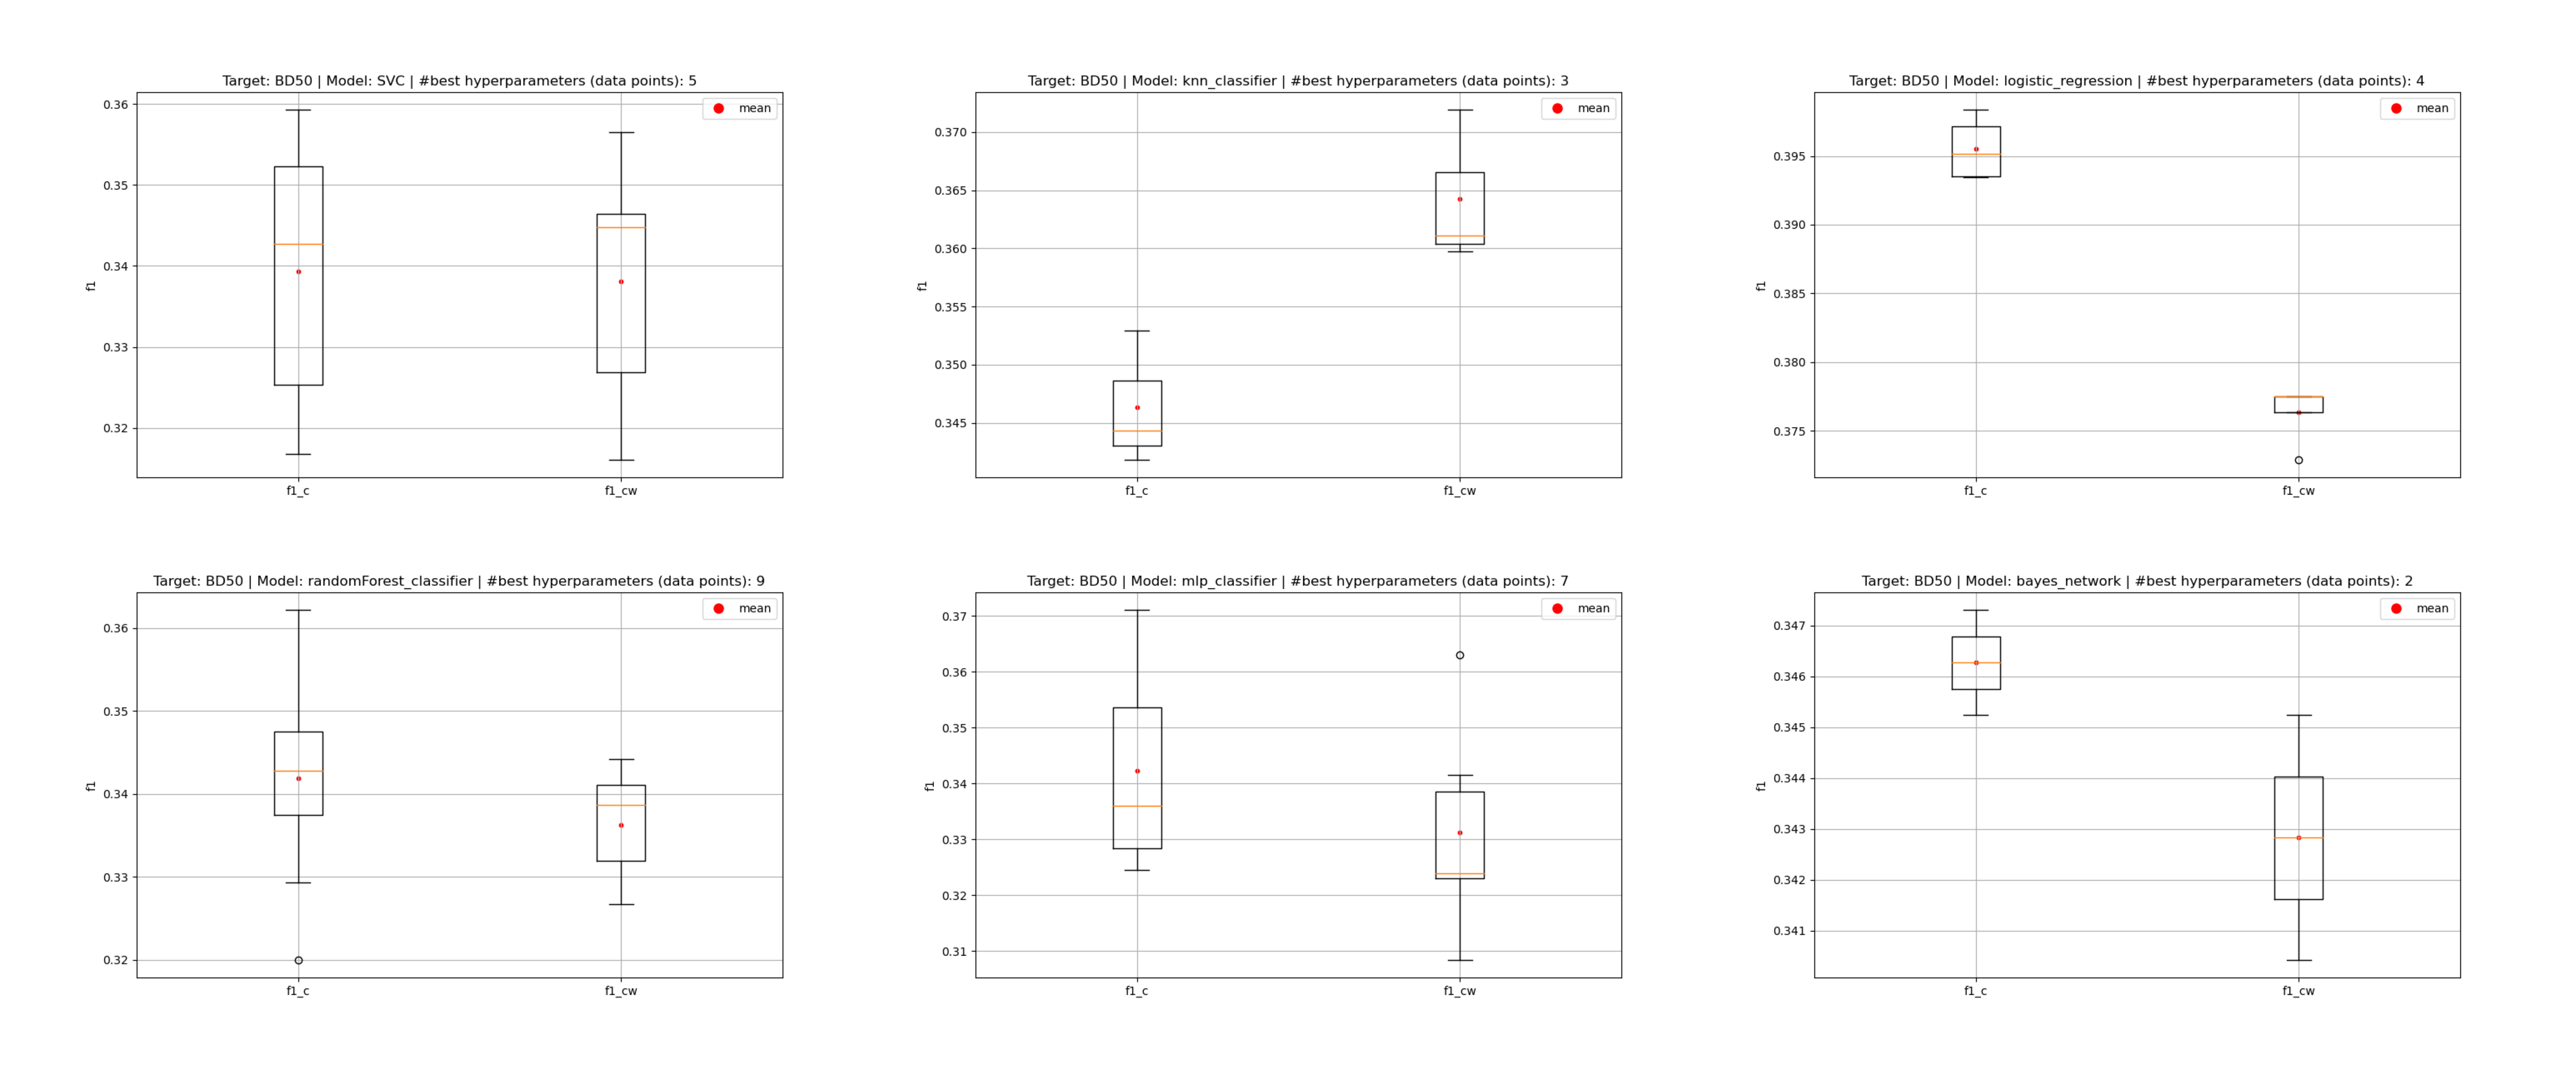 Target: BD50 | Model: SVC | #best hyperparameters (data points): 5
mean
0.36
0.35
0.34
0.33
0.32
f1
f1_c
f1_cw
Target: BD50 | Model: knn_classifier | #best hyperparameters (data points): 3
mean
0.370
0.365
0.360
0.355
0.350
0.345
f1
f1_c
f1_cw
Target: BD50 | Model: logistic_regression | #best hyperparameters (data points): 4
mean
0.395
0.390
0.385
0.380
0.375
f1
f1_c
f1_cw
Target: BD50 | Model: randomForest_classifier | #best hyperparameters (data points): 9
mean
0.36
0.35
0.34
0.33
0.32
f1
f1_c
f1_cw
Target: BD50 | Model: mlp_classifier | #best hyperparameters (data points): 7
mean
0.37
0.36
0.35
0.34
0.33
0.32
0.31
f1
f1_c
f1_cw
Target: BD50 | Model: bayes_network | #best hyperparameters (data points): 2
mean
0.347
0.346
0.345
0.344
0.343
0.342
0.341
f1
f1_c
f1_cw